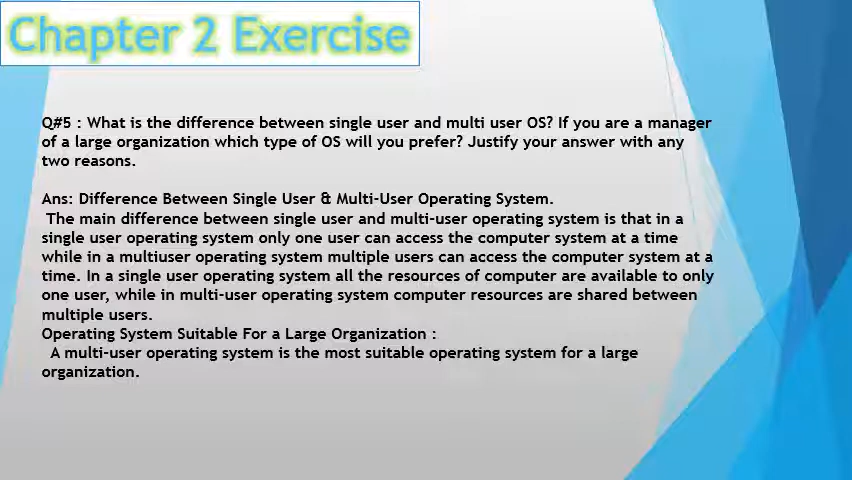 Chapter 2 Exercise
Q#5 : What is the difference between single user and multi user OS? If you are a manager
of a large organization which type of OS will you prefer? Justify your answer with any
two reasons.
Ans: Difference Between Single User & Multi-User Operating System.
The main difference between single user and multi-user operating system is that in a
single user operating system only one user can access the computer system at a time
while in a multiuser operating system multiple users can access the computer system at a
time. In a single user operating system all the resources of computer are available to only
one user, while in multi-user operating system computer resources are shared between
multiple users.
Operating System Suitable For a Large Organization :
A multi-user operating system is the most suitable operating system for a large
organization.